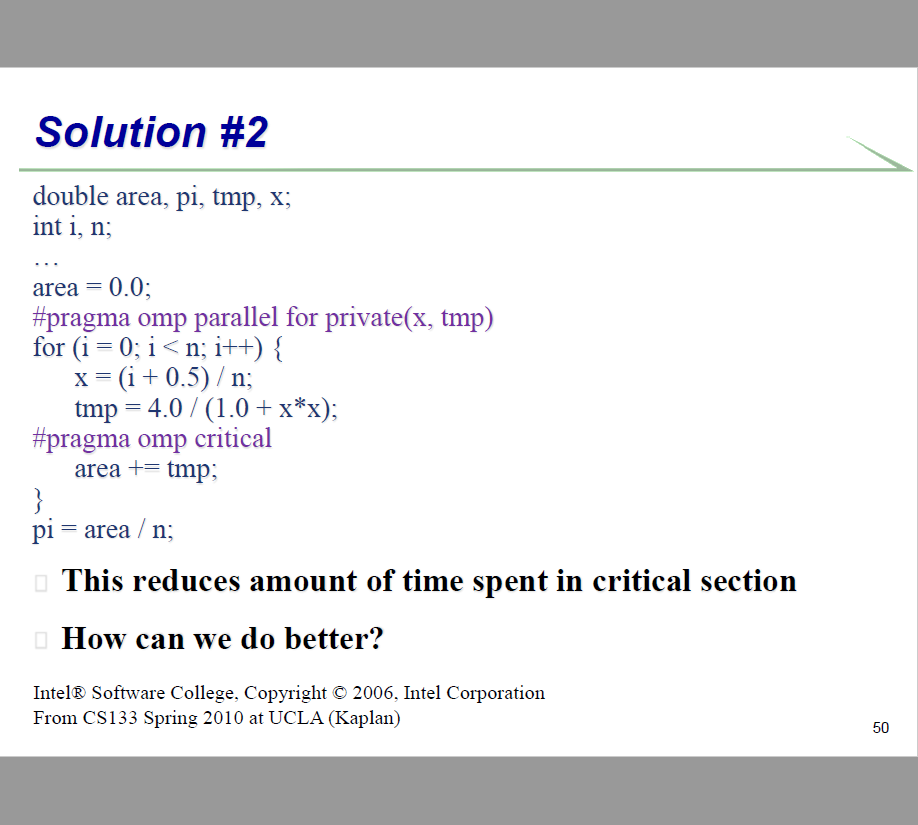 Solution #2
double area, pi, tmp, x;
int i, n;
…
area = 0.0;
#pragma omp parallel for private(x, tmp)
for (i = 0; i < n; i++) {
x = (i + 0.5) / n;
tmp = 4.0 / (1.0 + x*x);
#pragma omp critical
area += tmp;
}
pi = area / n;
This reduces amount of time spent in critical section
How can we do better?
Intel® Software College, Copyright © 2006, Intel Corporation
From CS133 Spring 2010 at UCLA (Kaplan)
50